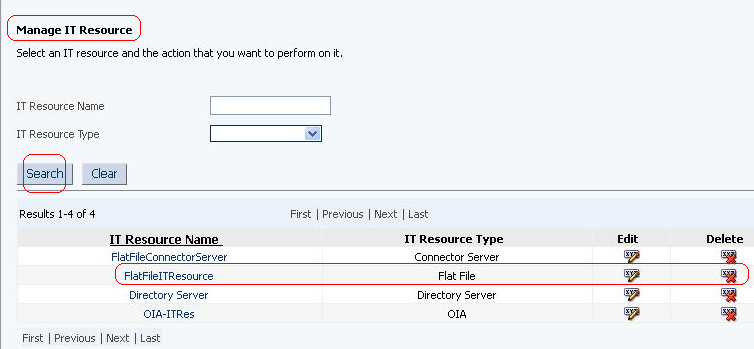 Manage IT Resource
Select an IT resource and the action that you want to perform on it.
IT Resource Name
IT Resource Type
Search Clear
Results 1-4 of 4 First | Previous | Next | Last
IT Resource Name IT Resource Type Edit Delete
FlatFileConnectorServer Connector Server
FlatFileITResource Flat File
Directory Server Directory Server
OIA-ITRes OIA
First | Previous | Next | Last